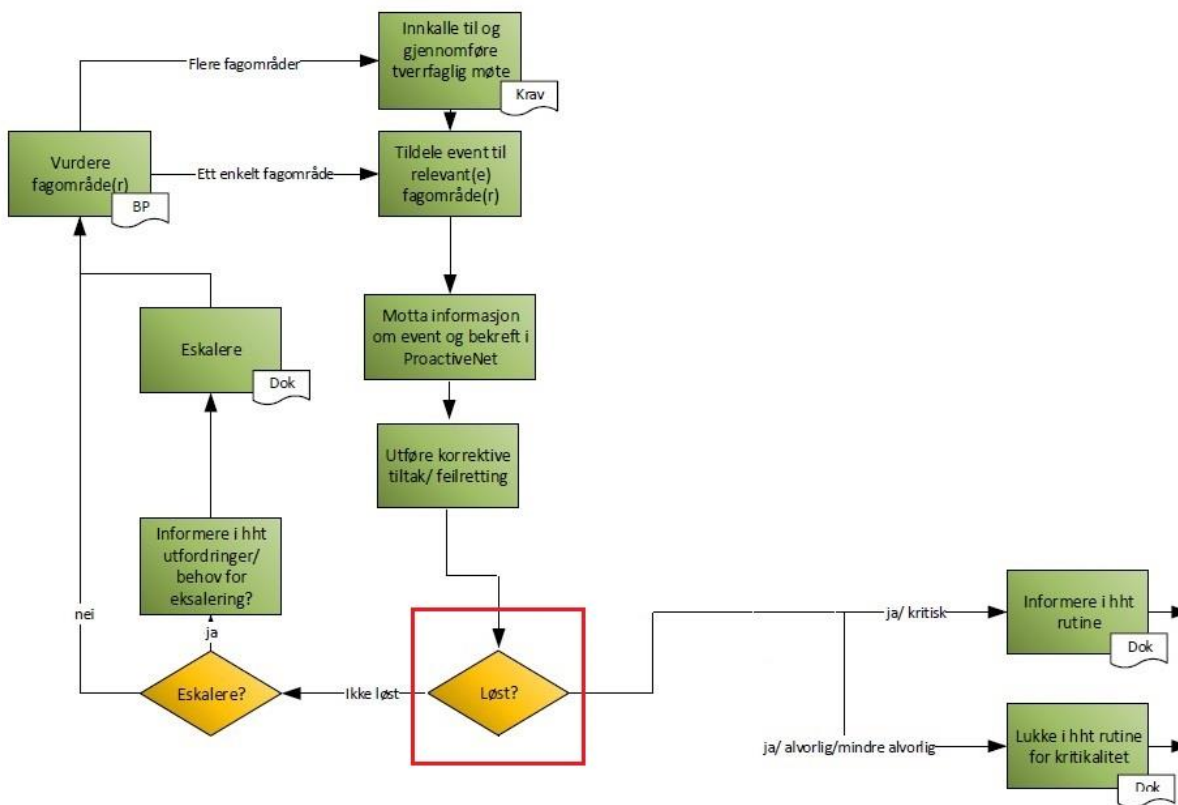 Innkalle til og
gjennomføre
tverrfaglig møte
Krav
Flere fagområder
Vurdere
fagområde(r)
BP
Ett enkelt fagområde
Tildele event til
relevant(e)
fagområde(r)
Motta informasjon
om event og bekreft i
ProactiveNet
Eskalere
Dok
Utføre korrektive
tiltak/ feilretting
Informere i hht
utfordringer/
behov for
eksalering?
nei
ja
Eskalere?
Ikke løst
Løst?
ja/ kritisk
Informere i hht
rutine
Dok
ja/ alvorlig/mindre alvorlig
Lukke i hht rutine
for kritikalitet
Dok